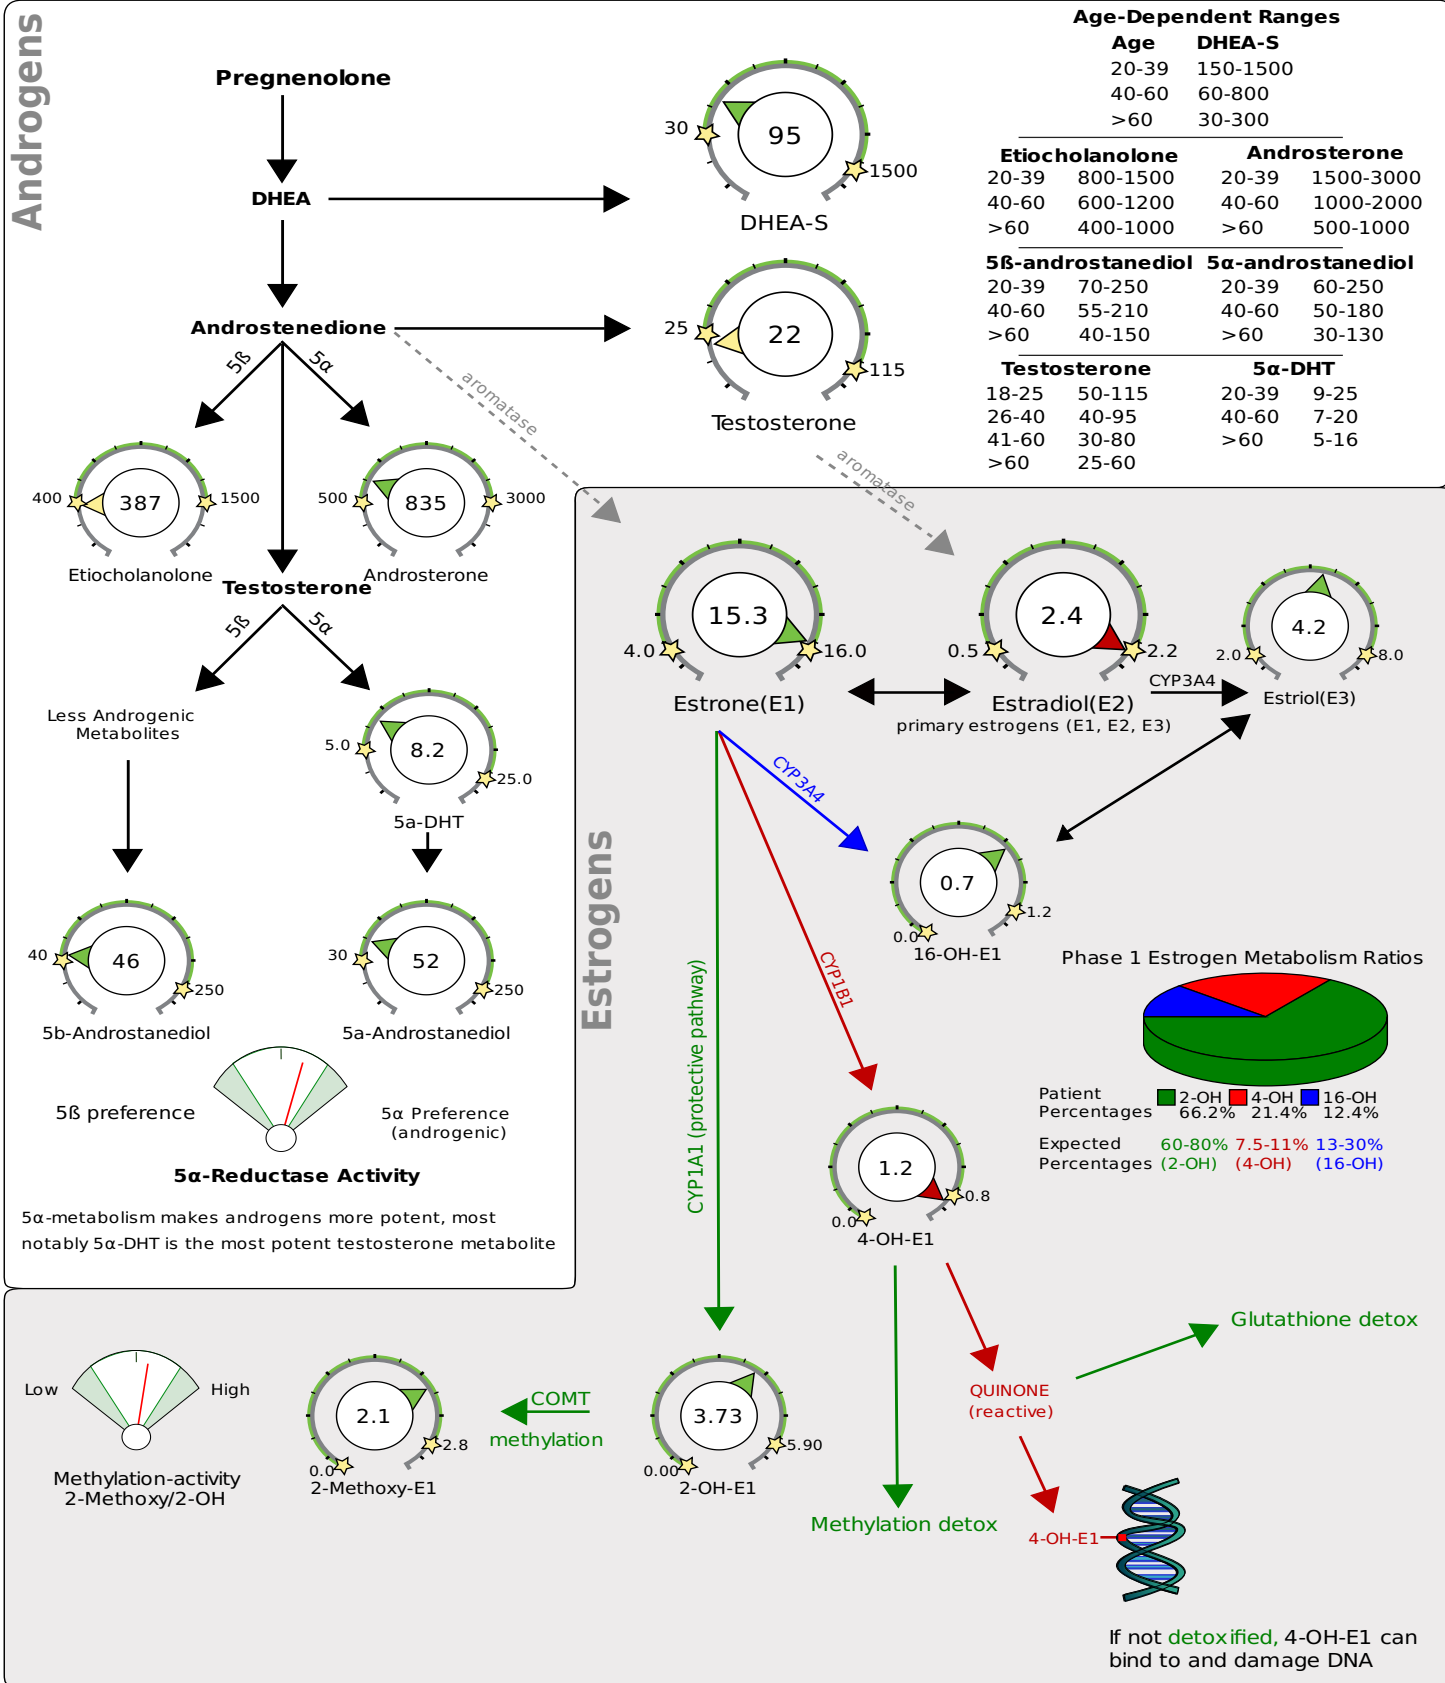 Androgens
Pregnenolone
DHEA
Androstenedione
5ß
5α
aromatase
30
95
1500
DHEA-S
25
22
115
Testosterone
aromatase
Age-Dependent Ranges
Age DHEA-S
20-39 150-1500
40-60 60-800
>60 30-300
Etiocholanolone Androsterone
20-39 800-1500 20-39 1500-3000
40-60 600-1200 40-60 1000-2000
>60 400-1000 >60 500-1000
5ß-androstanediol 5α-androstanediol
20-39 70-250 20-39 60-250
40-60 55-210 40-60 50-180
>60 40-150 >60 30-130
Testosterone 5α-DHT
18-25 50-115 20-39 9-25
26-40 40-95 40-60 7-20
41-60 30-80 >60 5-16
>60 25-60
400
387
1500
Etiocholanolone
500
835
3000
Androsterone
Testosterone
5ß
5α
Less Androgenic
Metabolites
5.0
8.2
25.0
5a-DHT
40
46
250
5b-Androstanediol
30
52
250
5a-Androstanediol
5ß preference
5α Preference
(androgenic)
5α-Reductase Activity
5α-metabolism makes androgens more potent, most
notably 5α-DHT is the most potent testosterone metabolite
Estrogens
4.0
15.3
16.0
Estrone(E1)
0.5
2.4
2.2
Estradiol(E2)
primary estrogens (E1, E2, E3)
CYP3A4
2.0
4.2
8.0
Estriol(E3)
CYP3A4
CYP1B1
CYP1A1 (protective pathway)
0.0
0.7
1.2
16-OH-E1
Phase 1 Estrogen Metabolism Ratios
Patient 2-OH 4-OH 16-OH
Percentages 66.2% 21.4% 12.4%
Expected 60-80% 7.5-11% 13-30%
Percentages (2-OH) (4-OH) (16-OH)
0.0
1.2
0.8
4-OH-E1
Low
High
Methylation-activity
2-Methoxy/2-OH
0.0
2.1
2.8
2-Methoxy-E1
COMT
methylation
0.00
3.73
5.90
2-OH-E1
Methylation detox
QUINONE
(reactive)
Glutathione detox
4-OH-E1
If not detoxified, 4-OH-E1 can
bind to and damage DNA